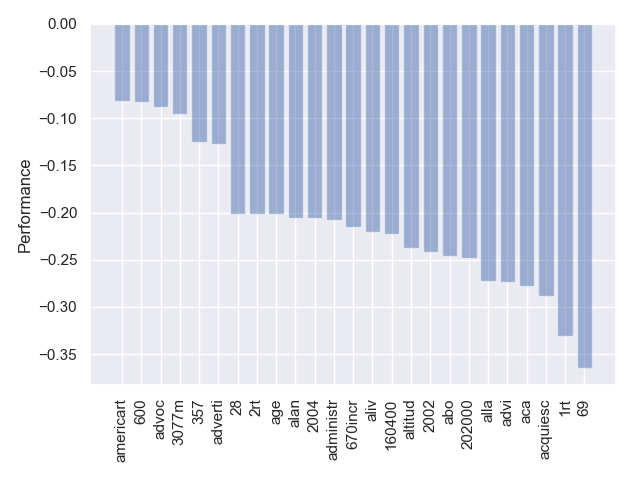 0.00
−0.05
−0.10
−0.15
−0.20
−0.25
−0.30
−0.35
Performance
americart
600
advoc
3077m
357
adverti
28
2rt
age
alan
2004
administr
670incr
aliv
160400
altitud
2002
abo
202000
alla
advi
aca
acquiesc
1rt
69